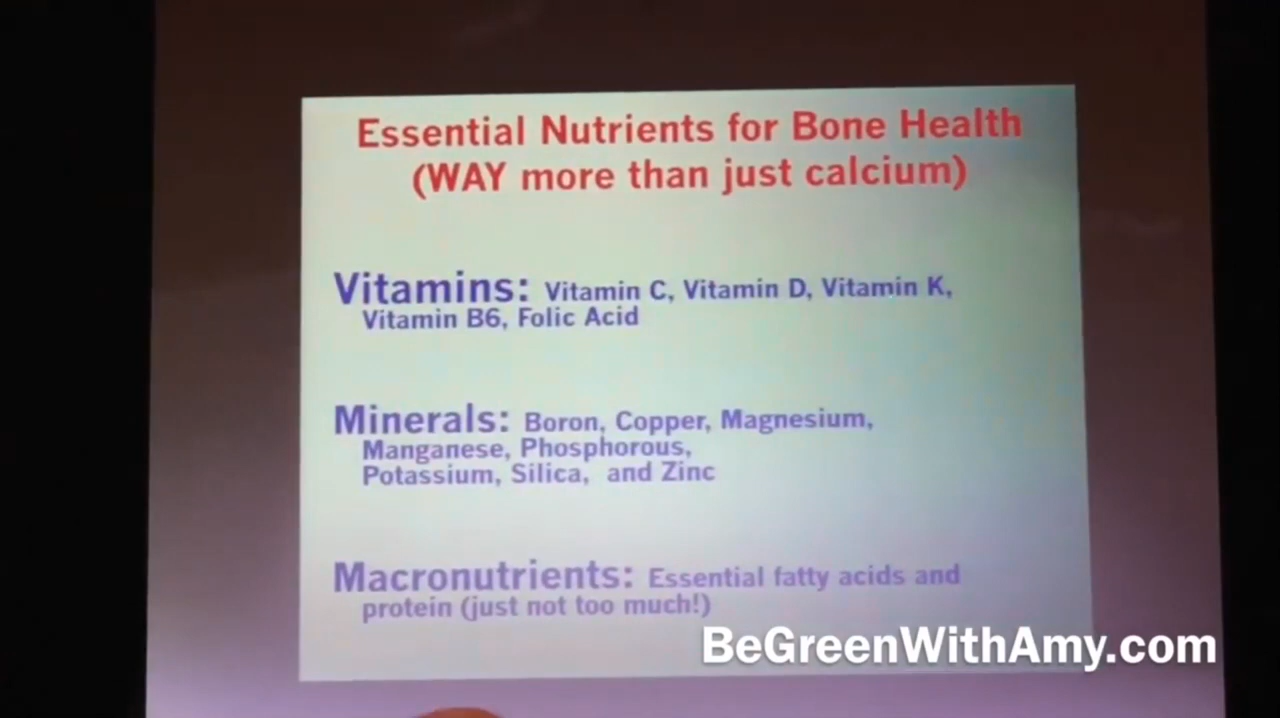 Essential Nutrients for Bone Health
(WAY more than just calcium)
Vitamins: Vitamin C, Vitamin D, Vitamin K,
Vitamin B6, Folic Acid
Minerals: Boron, Copper, Magnesium,
Manganese, Phosphorous,
Potassium, Silica, and Zinc
Macronutrients: Essential fatty acids and
protein (just not too much!)
BeGreenWithAmy.com